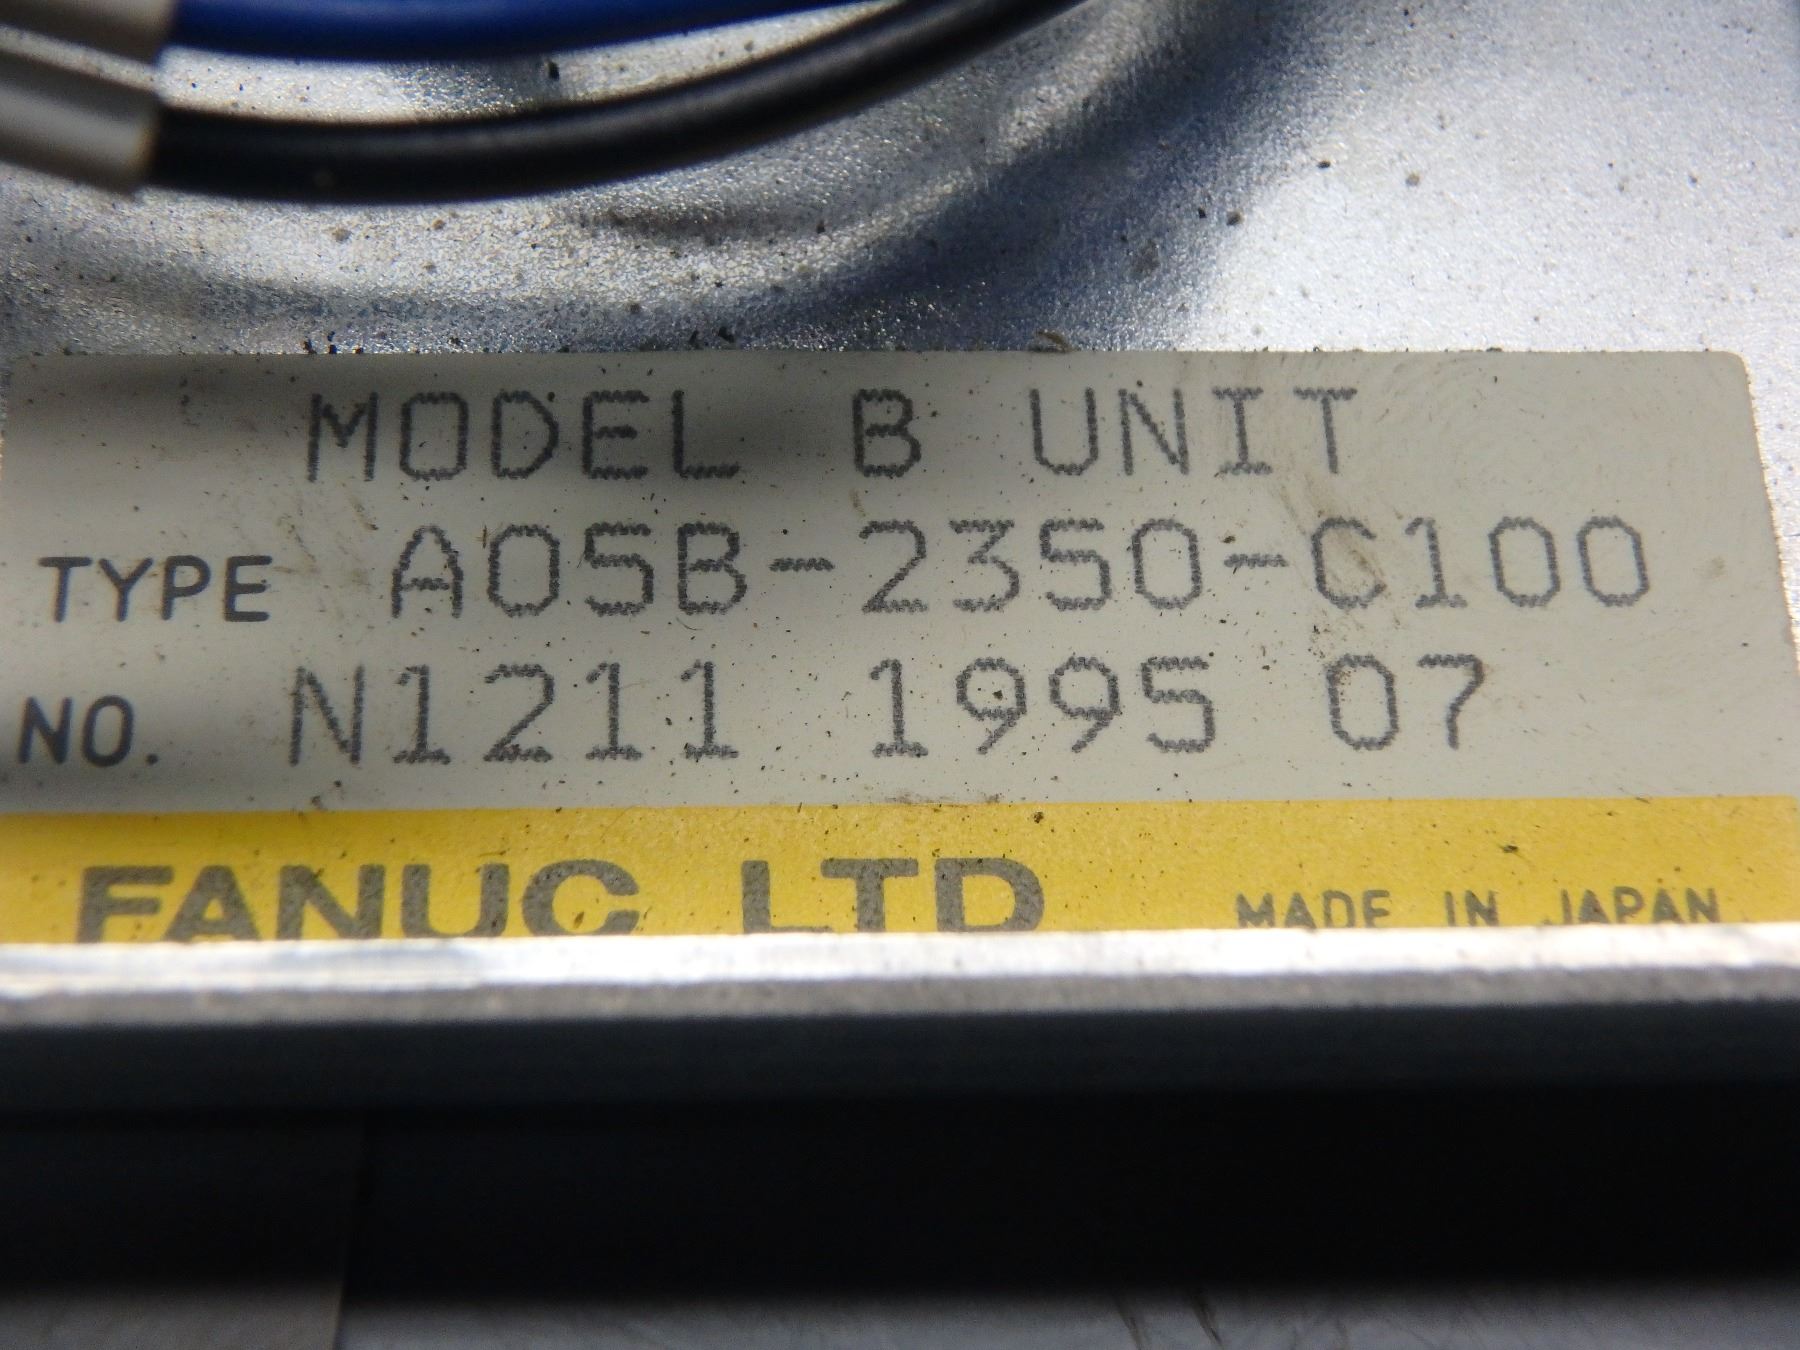 MODEL B UNIT
TYPE A05B-2350-C100
NO. N1211 1995 07
FANUC LTD MADE IN JAPAN